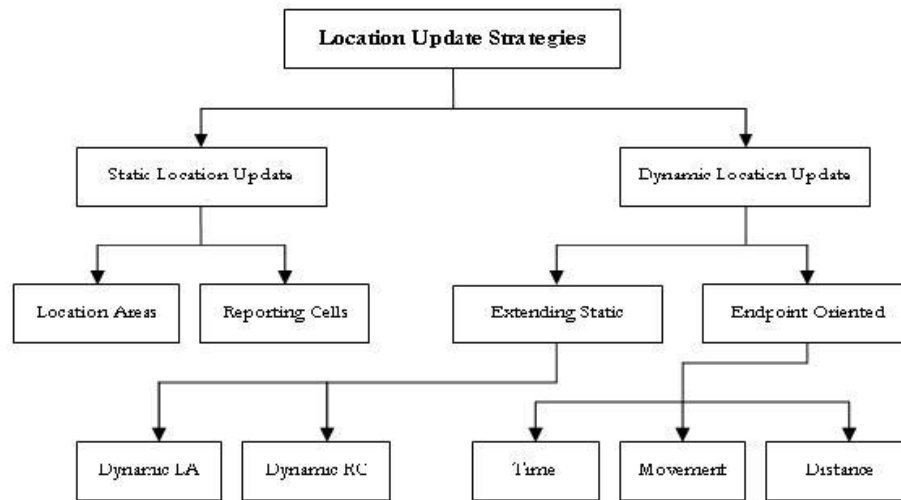 Location Update Strategies
Static Location Update
Dynamic Location Update
Location Areas
Reporting Cells
Extending Static
Endpoint Oriented
Dynamic LA
Dynamic RC
Time
Movement
Distance